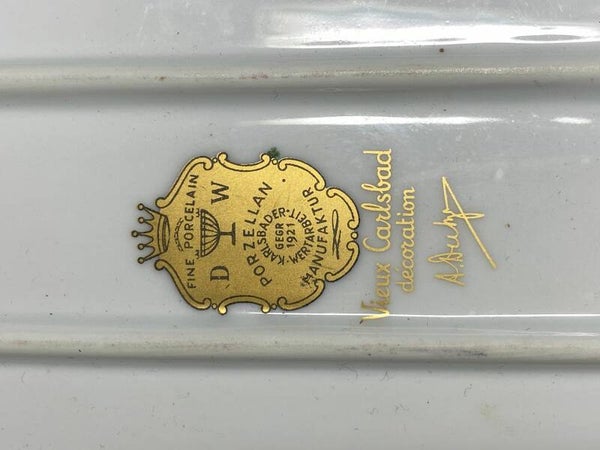 FINE PORCELAIN
D W
PORZELLAN
KARLSBADER-
GEGR
1921
WERTARBEIT
MANUFAKTUR
Vieux Carlsbad
décoration